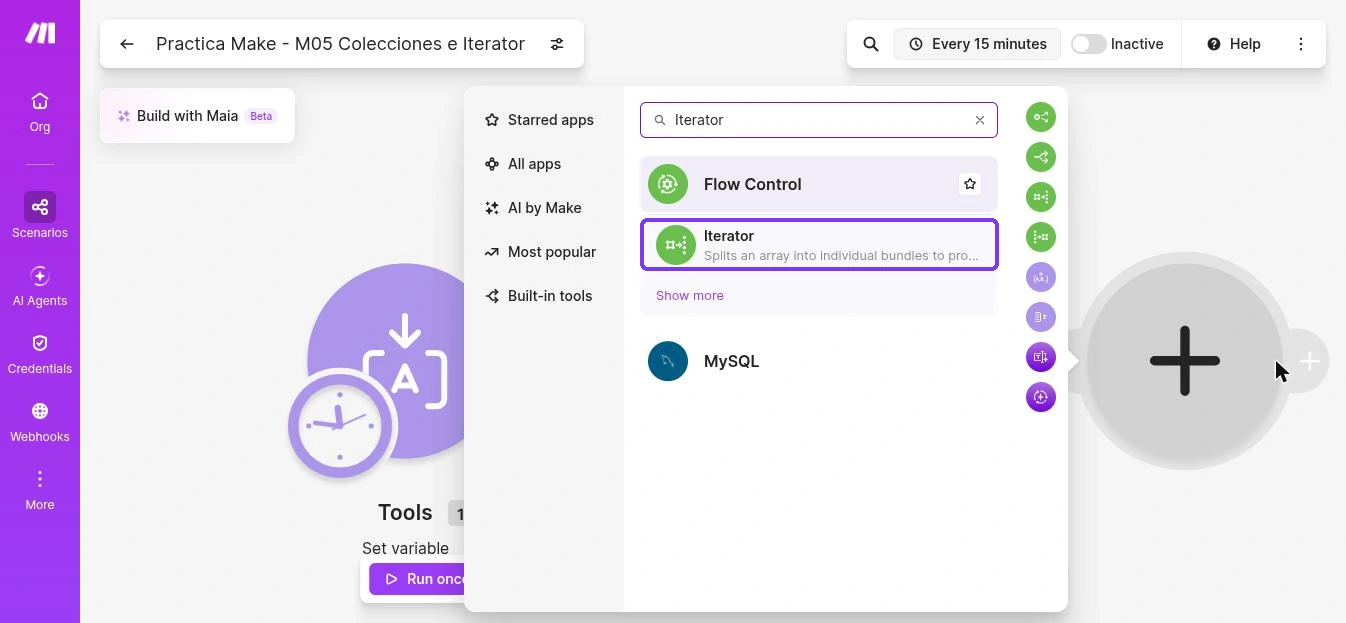 Practica Make - M05 Colecciones e Iterator
Every 15 minutes
Inactive
Help
Build with Maia
Beta
Org
Scenarios
AI Agents
Credentials
Webhooks
More
Starred apps
All apps
AI by Make
Most popular
Built-in tools
Iterator
Flow Control
Iterator
Splits an array into individual bundles to pro...
Show more
MySQL
A
Tools 1
Set variable
Run once